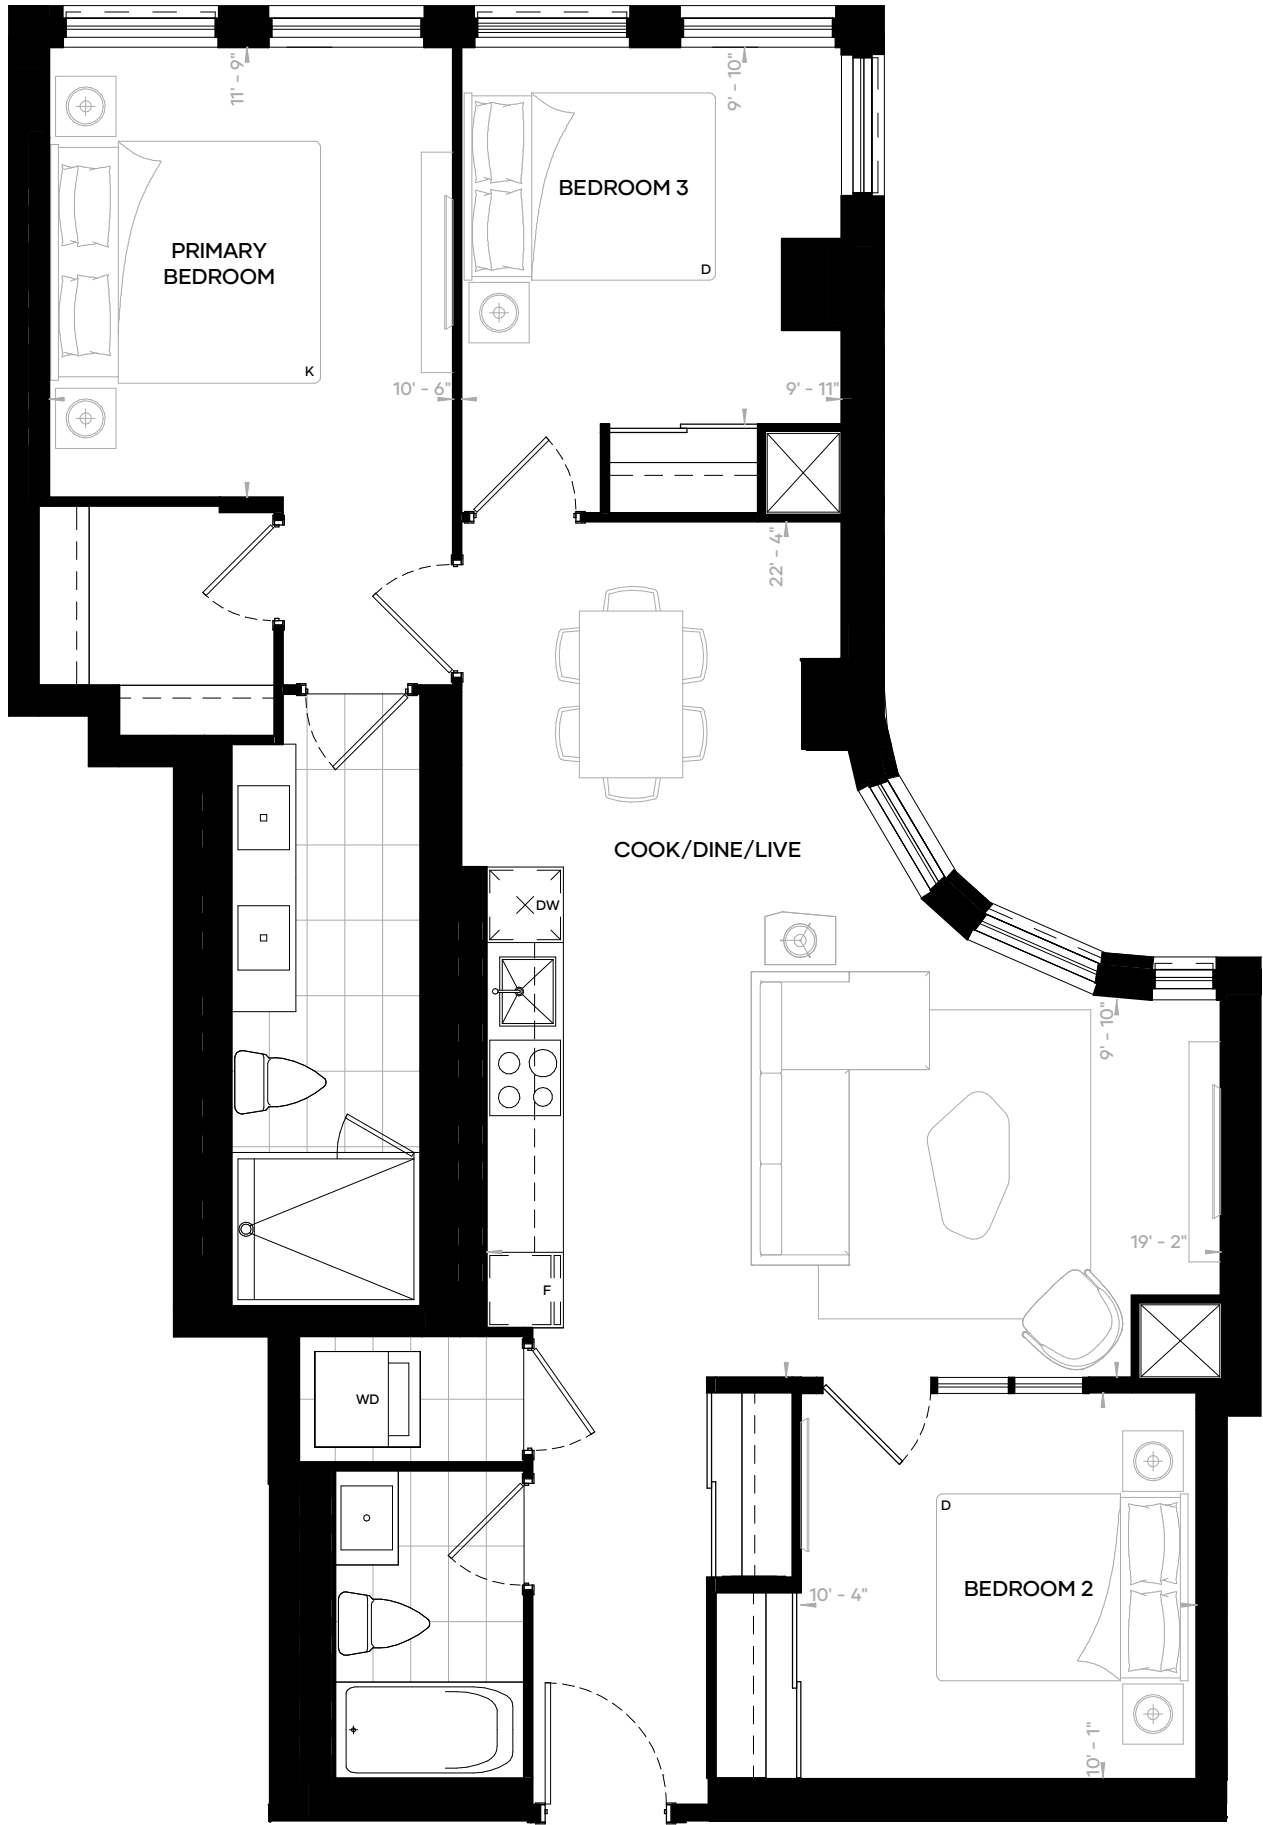 11' - 9"
9' - 10"
BEDROOM 3
PRIMARY
BEDROOM
D
K
10' - 6"
9' - 11"
22' - 4"
COOK/DINE/LIVE
DW
9' - 10"
19' - 2"
F
WD
D
BEDROOM 2
10' - 4"
10' - 1"